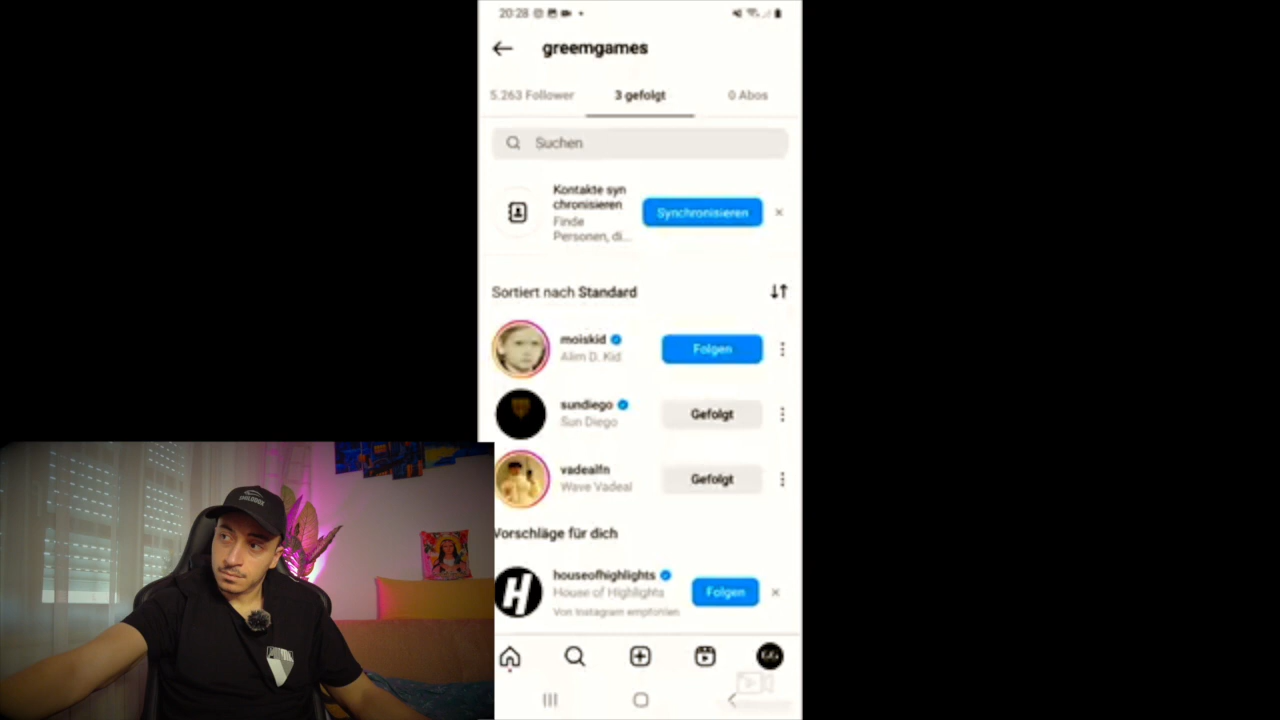 20:28
greemgames
5.263 Follower
3 gefolgt
0 Abos
Suchen
Kontakte syn
chronisieren
Finde
Personen, di...
Synchronisieren
Sortiert nach Standard
moiskid
Alim D. Kid
Folgen
sundiego
Sun Diego
Gefolgt
vadealfn
Wave Vadeal
Gefolgt
Vorschläge für dich
houseofhighlights
House of Highlights
Von Instagram empfohlen
Folgen
H
GG